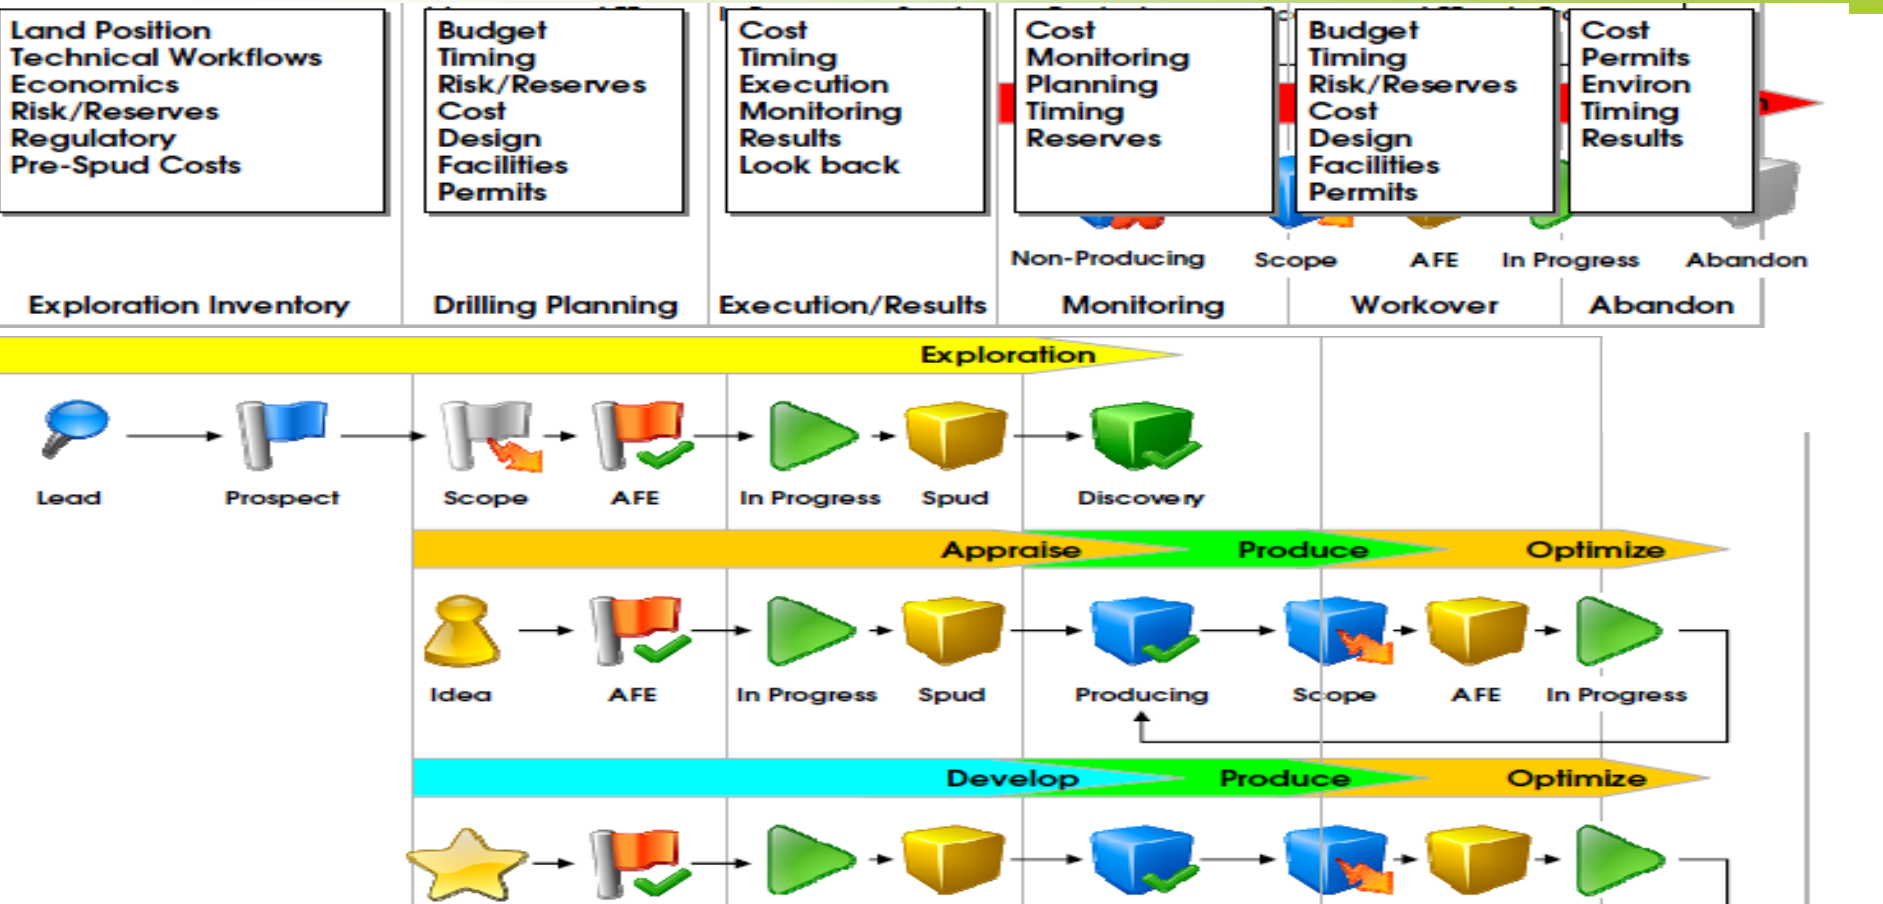 Land Position
Technical Workflows
Economics
Risk/Reserves
Regulatory
Pre-Spud Costs
Budget
Timing
Risk/Reserves
Cost
Design
Facilities
Permits
Cost
Timing
Execution
Monitoring
Results
Look back
Cost
Monitoring
Planning
Timing
Reserves
Budget
Timing
Risk/Reserves
Cost
Design
Facilities
Permits
Cost
Permits
Environ
Timing
Results
Non-Producing Scope AFE In Progress Abandon
Exploration Inventory Drilling Planning Execution/Results Monitoring Workover Abandon
Exploration
Lead Prospect Scope AFE In Progress Spud Discovery
Appraise Produce Optimize
Idea AFE In Progress Spud Producing Scope AFE In Progress
Develop Produce Optimize